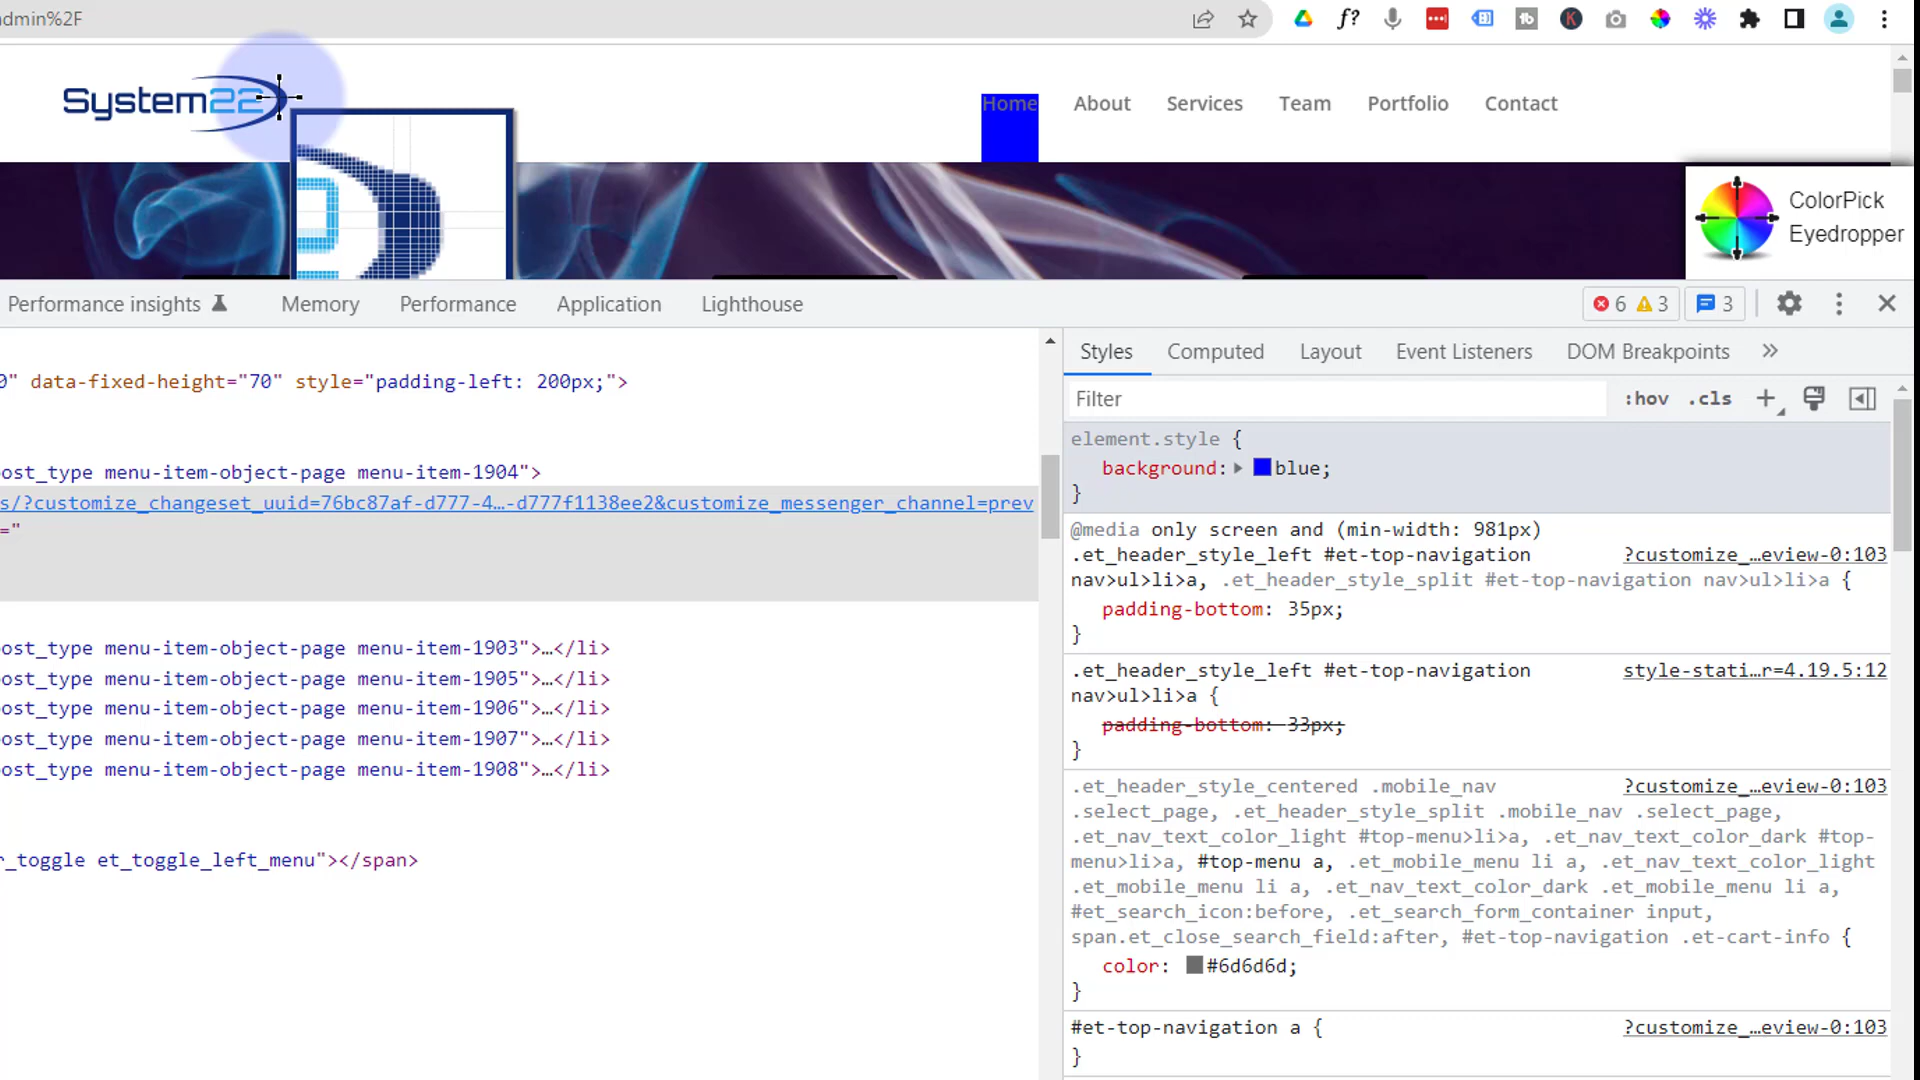 admin%2F
f?
System22
Home About Services Team Portfolio Contact
ColorPick
Eyedropper
Performance insights Memory Performance Application Lighthouse 6 3 3
Styles Computed Layout Event Listeners DOM Breakpoints
0" data-fixed-height="70" style="padding-left: 200px;">
Filter :hov .cls
element.style {
background: blue;
}
ost_type menu-item-object-page menu-item-1904">
s/?customize_changeset_uuid=76bc87af-d777-4…-d777f1138ee2&customize_messenger_channel=prev
="
@media only screen and (min-width: 981px)
.et_header_style_left #et-top-navigation ?customize_…eview-0:103
nav>ul>li>a, .et_header_style_split #et-top-navigation nav>ul>li>a {
padding-bottom: 35px;
}
ost_type menu-item-object-page menu-item-1903">…</li>
ost_type menu-item-object-page menu-item-1905">…</li>
ost_type menu-item-object-page menu-item-1906">…</li>
ost_type menu-item-object-page menu-item-1907">…</li>
ost_type menu-item-object-page menu-item-1908">…</li>
.et_header_style_left #et-top-navigation style-stati…r=4.19.5:12
nav>ul>li>a {
padding-bottom: 33px;
}
r_toggle et_toggle_left_menu"></span>
.et_header_style_centered .mobile_nav ?customize_…eview-0:103
.select_page, .et_header_style_split .mobile_nav .select_page,
.et_nav_text_color_light #top-menu>li>a, .et_nav_text_color_dark #top-
menu>li>a, #top-menu a, .et_mobile_menu li a, .et_nav_text_color_light
.et_mobile_menu li a, .et_nav_text_color_dark .et_mobile_menu li a,
#et_search_icon:before, .et_search_form_container input,
span.et_close_search_field:after, #et-top-navigation .et-cart-info {
color: #6d6d6d;
}
#et-top-navigation a { ?customize_…eview-0:103
}